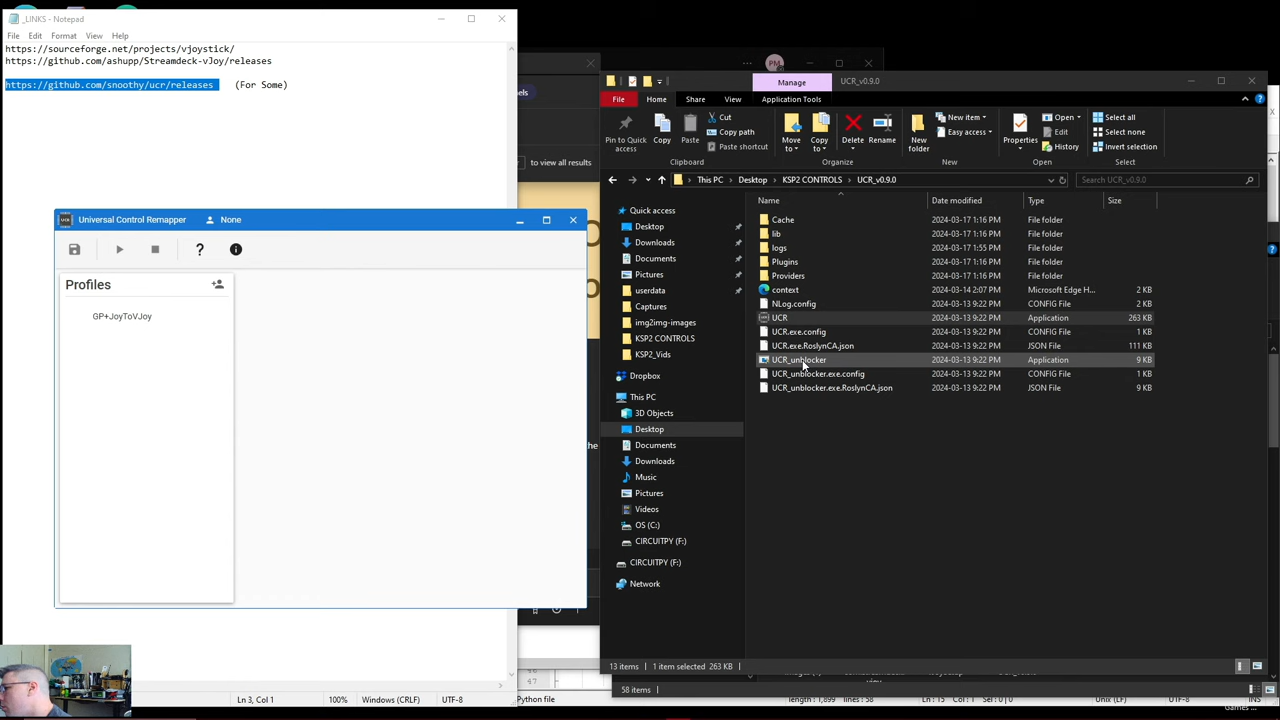 _LINKS - Notepad
File Edit Format View Help
https://sourceforge.net/projects/vjoystick/
https://github.com/ashupp/Streamdeck-vJoy/releases
https://github.com/snoothy/ucr/releases (For Some)
Ln 3, Col 1 100% Windows (CRLF) UTF-8
Universal Control Remapper None
UCR
Profiles
GP+JoyToVJoy
PM
to view all results
Manage UCR_v0.9.0
File Home Share View Application Tools
Pin to Quick access
Copy
Paste
Cut
Copy path
Paste shortcut
Clipboard
Move to
Copy to
Delete
Rename
Organize
New folder
New item
Easy access
New
Properties
Open
Edit
History
Open
Select all
Select none
Invert selection
Select
This PC Desktop KSP2 CONTROLS UCR_v0.9.0
Search UCR_v0.9.0
Quick access
Desktop
Downloads
Documents
Pictures
userdata
Captures
img2img-images
KSP2 CONTROLS
KSP2_Vids
Dropbox
This PC
3D Objects
Desktop
Documents
Downloads
Music
Pictures
Videos
OS (C:)
CIRCUITPY (F:)
CIRCUITPY (F:)
Network
Name Date modified Type Size
Cache 2024-03-17 1:16 PM File folder
lib 2024-03-17 1:16 PM File folder
logs 2024-03-17 1:55 PM File folder
Plugins 2024-03-17 1:16 PM File folder
Providers 2024-03-17 1:16 PM File folder
context 2024-03-14 2:07 PM Microsoft Edge H... 2 KB
NLog.config 2024-03-13 9:22 PM CONFIG File 2 KB
UCR 2024-03-13 9:22 PM Application 263 KB
UCR.exe.config 2024-03-13 9:22 PM CONFIG File 1 KB
UCR.exe.RoslynCA.json 2024-03-13 9:22 PM JSON File 111 KB
UCR_unblocker 2024-03-13 9:22 PM Application 9 KB
UCR_unblocker.exe.config 2024-03-13 9:22 PM CONFIG File 1 KB
UCR_unblocker.exe.RoslynCA.json 2024-03-13 9:22 PM JSON File 9 KB
13 items 1 item selected 263 KB
58 items
46
Python file
Games ...